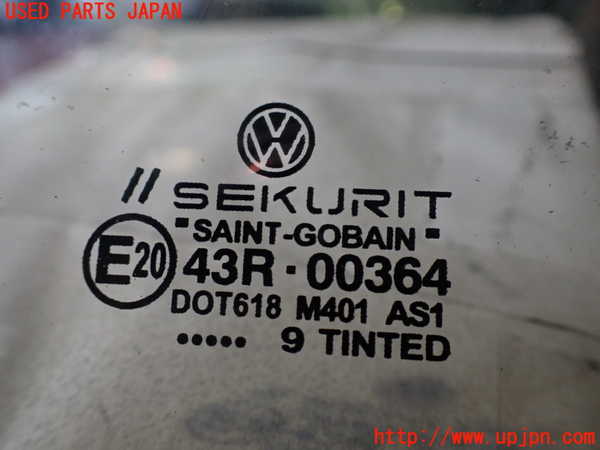 USED PARTS JAPAN
VW
// SEKURIT
"SAINT-GOBAIN"
E20 43R·00364
DOT618 M401 AS1
..... 9 TINTED
http://www.upjpn.com/